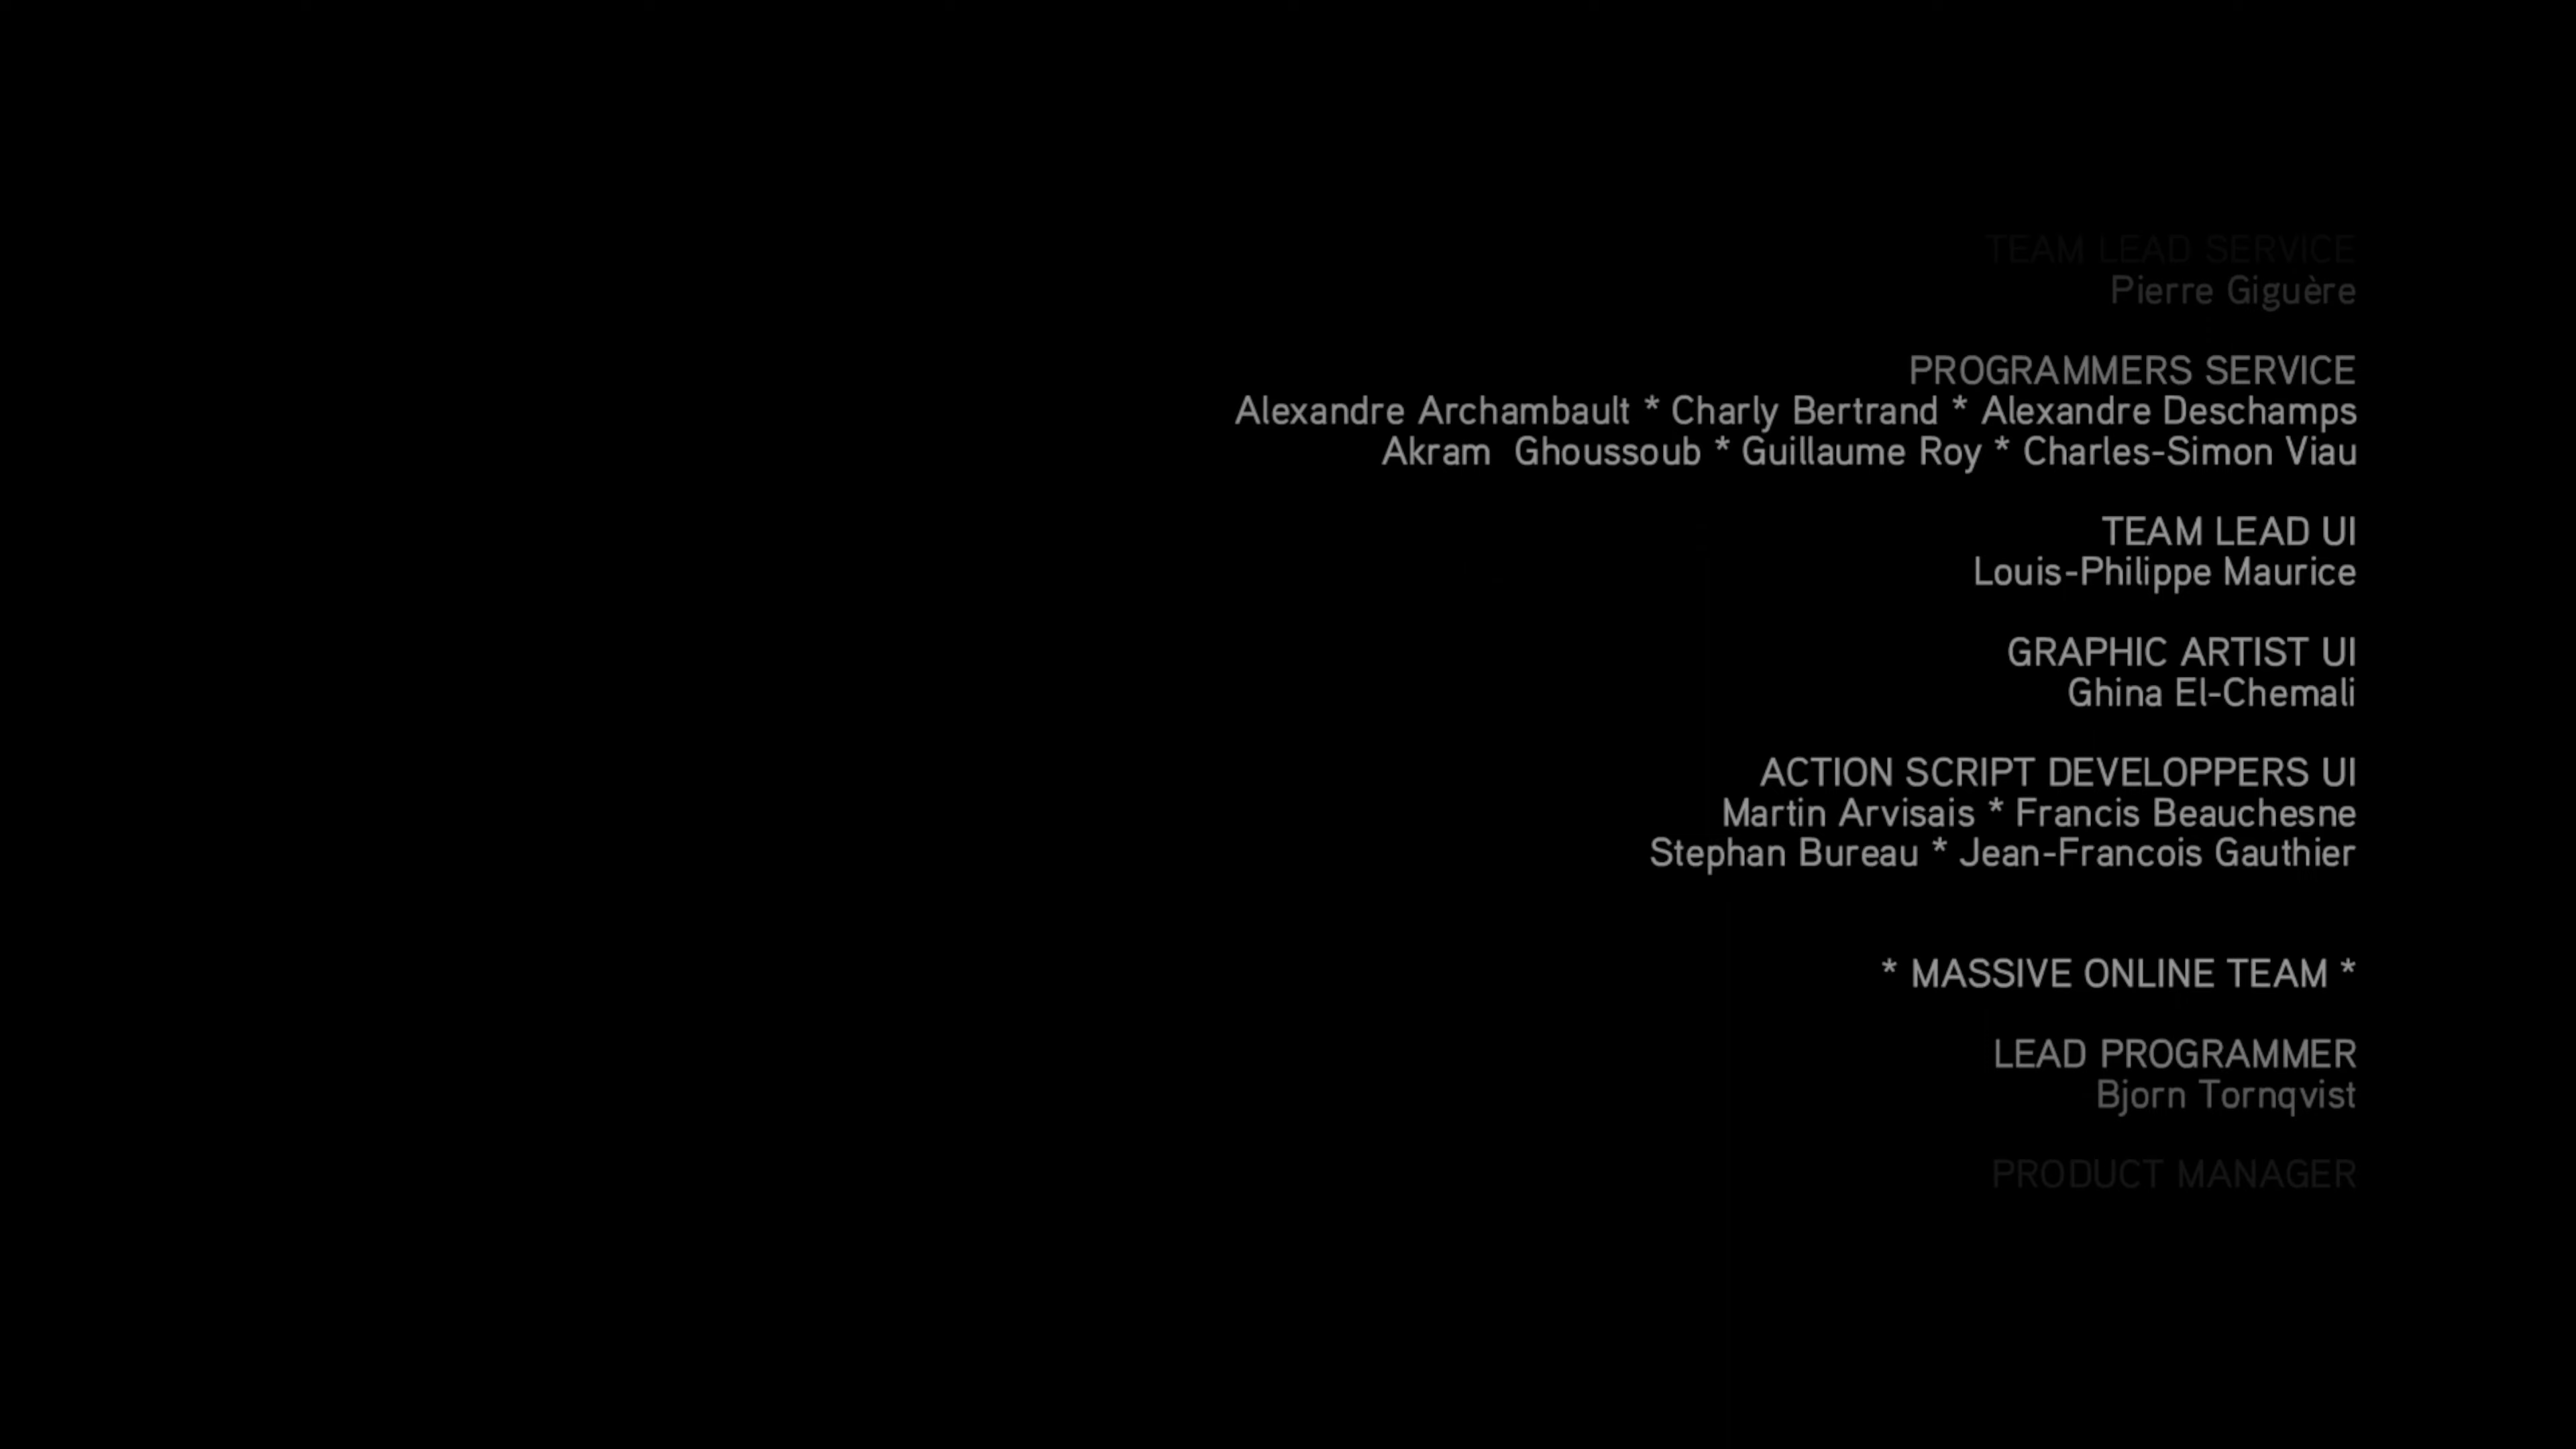 TEAM LEAD SERVICE
Pierre Giguère
PROGRAMMERS SERVICE
Alexandre Archambault * Charly Bertrand * Alexandre Deschamps
Akram  Ghoussoub * Guillaume Roy * Charles-Simon Viau
TEAM LEAD UI
Louis-Philippe Maurice
GRAPHIC ARTIST UI
Ghina El-Chemali
ACTION SCRIPT DEVELOPPERS UI
Martin Arvisais * Francis Beauchesne
Stephan Bureau * Jean-Francois Gauthier
* MASSIVE ONLINE TEAM *
LEAD PROGRAMMER
Bjorn Tornqvist
PRODUCT MANAGER